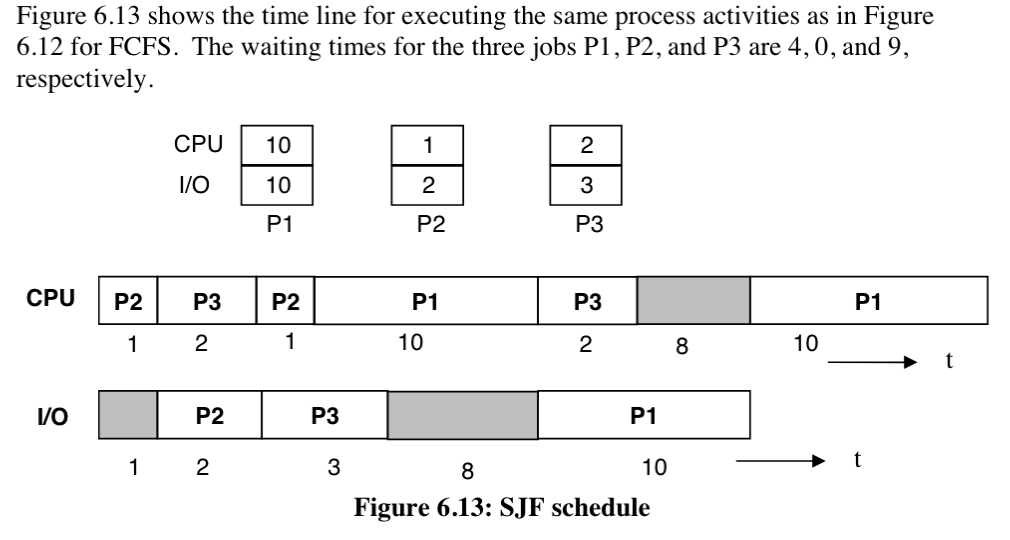 Figure 6.13 shows the time line for executing the same process activities as in Figure
6.12 for FCFS.  The waiting times for the three jobs P1, P2, and P3 are 4, 0, and 9,
respectively.
CPU 10 1 2
I/O 10 2 3
P1 P2 P3
CPU P2 P3 P2 P1 P3 P1
1 2 1 10 2 8 10 t
I/O P2 P3 P1
1 2 3 8 10 t
Figure 6.13: SJF schedule